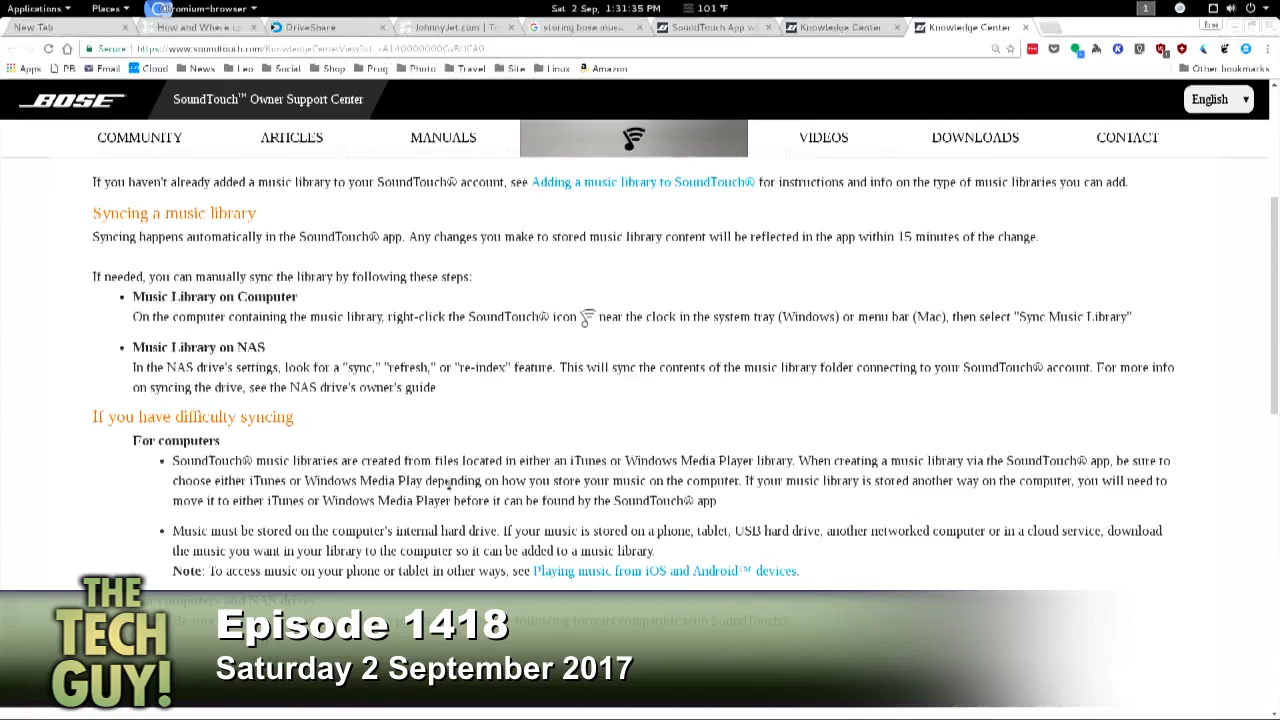 Applications Places Chromium-browser Sat 2 Sep, 1:31:35 PM 101 °F 1
New Tab How and Where to DriveShare JohnnyJet.com | storing bose music SoundTouch App wi Knowledge Center Knowledge Center
Secure https://www.soundtouch.com/
Apps PB Email Cloud News Leo Social Shop Prog Photo Travel Site Linux Amazon Other bookmarks
BOSE SoundTouch™ Owner Support Center English
COMMUNITY ARTICLES MANUALS VIDEOS DOWNLOADS CONTACT
If you haven't already added a music library to your SoundTouch® account, see Adding a music library to SoundTouch® for instructions and info on the type of music libraries you can add.
Syncing a music library
Syncing happens automatically in the SoundTouch® app. Any changes you make to stored music library content will be reflected in the app within 15 minutes of the change.
If needed, you can manually sync the library by following these steps:
• Music Library on Computer
On the computer containing the music library, right-click the SoundTouch® icon near the clock in the system tray (Windows) or menu bar (Mac), then select "Sync Music Library"
• Music Library on NAS
In the NAS drive's settings, look for a "sync," "refresh," or "re-index" feature. This will sync the contents of the music library folder connecting to your SoundTouch® account. For more info
on syncing the drive, see the NAS drive's owner's guide
If you have difficulty syncing
For computers
• SoundTouch® music libraries are created from files located in either an iTunes or Windows Media Player library. When creating a music library via the SoundTouch® app, be sure to
choose either iTunes or Windows Media Play depending on how you store your music on the computer. If your music library is stored another way on the computer, you will need to
move it to either iTunes or Windows Media Player before it can be found by the SoundTouch® app
• Music must be stored on the computer's internal hard drive. If your music is stored on a phone, tablet, USB hard drive, another networked computer or in a cloud service, download
the music you want in your library to the computer so it can be added to a music library.
Note: To access music on your phone or tablet in other ways, see Playing music from iOS and Android™ devices.
For computers and NAS drives
Be sure following formats compatible with SoundTouch®
THE
TECH
GUY!
Episode 1418
Saturday 2 September 2017